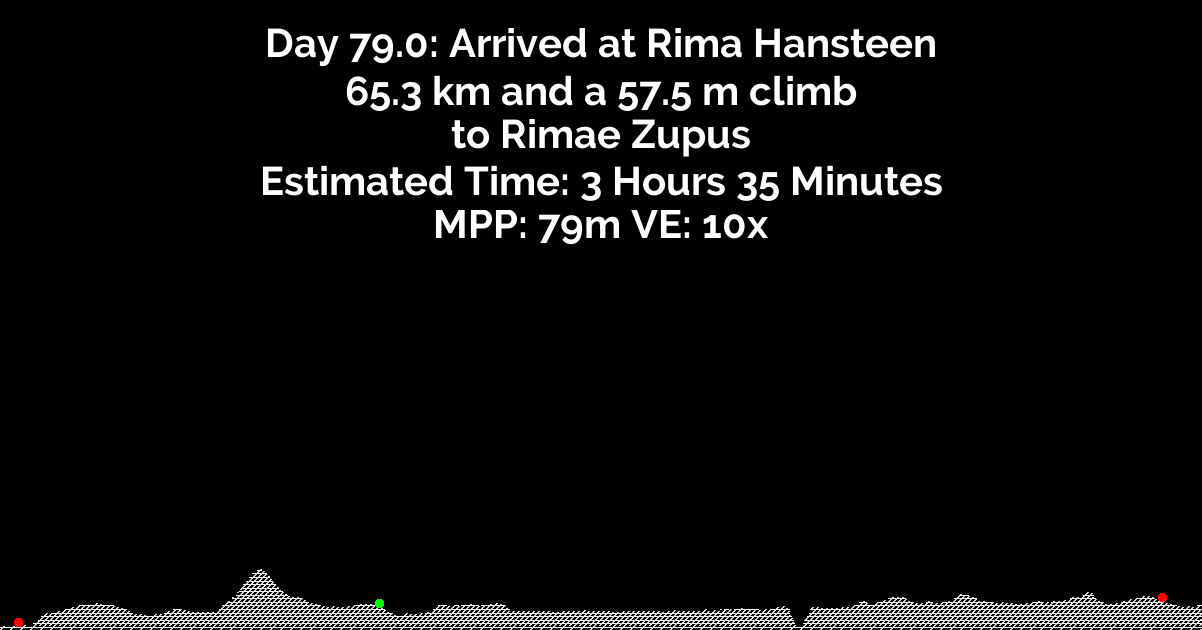 Day 79.0: Arrived at Rima Hansteen
65.3 km and a 57.5 m climb
to Rimae Zupus
Estimated Time: 3 Hours 35 Minutes
MPP: 79m VE: 10x